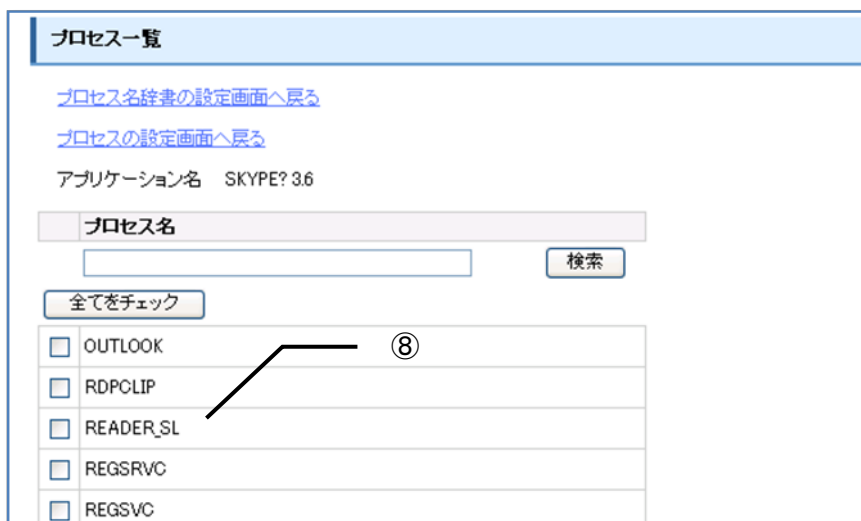 プロセス一覧
プロセス名辞書の設定画面へ戻る
プロセスの設定画面へ戻る
アプリケーション名 SKYPE? 3.6
プロセス名
検索
全てをチェック
OUTLOOK
⑧
RDPCLIP
READER_SL
REGSRVC
REGSVC